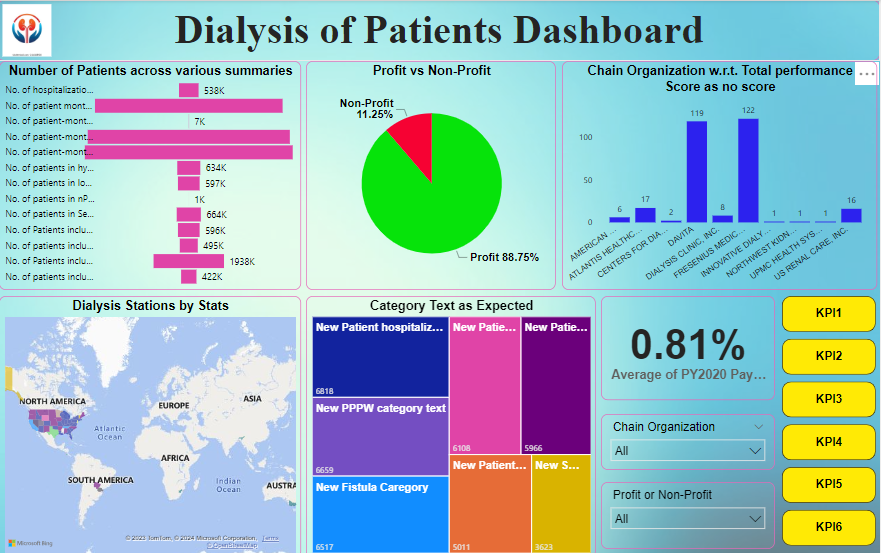 Dialysis of Patients Dashboard
Number of Patients across various summaries
No. of hospitalizatio...
538K
No. of patient mont...
No. of patient-mont...
7K
No. of patient-mont...
No. of patient-mont...
No. of patients in hy...
634K
No. of patients in lo...
597K
No. of patients in nP...
1K
No. of patients in Se...
664K
No. of Patients inclu...
596K
No. of patients inclu...
495K
No. of Patients inclu...
1938K
No. of patients inclu...
422K
Profit vs Non-Profit
Non-Profit
11.25%
Profit 88.75%
Chain Organization w.r.t. Total performance
Score as no score
...
100
50
0
6
17
2
119
8
122
1
1
1
16
AMERICAN ...
ATLANTIS HEALTHC...
CENTERS FOR DIA...
DAVITA
DIALYSIS CLINIC, INC.
FRESENIUS MEDIC...
INNOVATIVE DIALY...
NORTHWEST KIDN...
UPMC HEALTH SYS...
US RENAL CARE, INC.
Dialysis Stations by Stats
NORTH AMERICA
EUROPE
ASIA
Atlantic
Ocean
AFRICA
SOUTH AMERICA
Indian
Ocean
AUSTRA
Microsoft Bing
© 2023 TomTom, © 2024 Microsoft Corporation, Terms
© OpenStreetMap
Category Text as Expected
New Patient hospitaliz...
6818
New PPPW category text
6659
New Fistula Caregory
6517
New Patie...
6108
New Patie...
5966
New Patient...
5011
New S...
3623
0.81%
Average of PY2020 Pay...
Chain Organization
All
Profit or Non-Profit
All
KPI1
KPI2
KPI3
KPI4
KPI5
KPI6